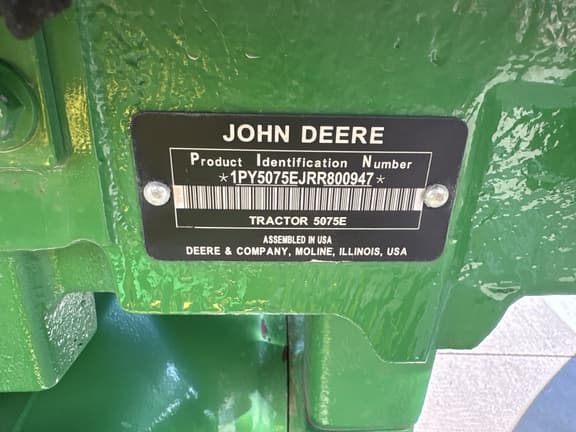 JOHN DEERE
Product Identification Number
*1PY5075EJRR800947*
TRACTOR 5075E
ASSEMBLED IN USA
DEERE & COMPANY, MOLINE, ILLINOIS, USA